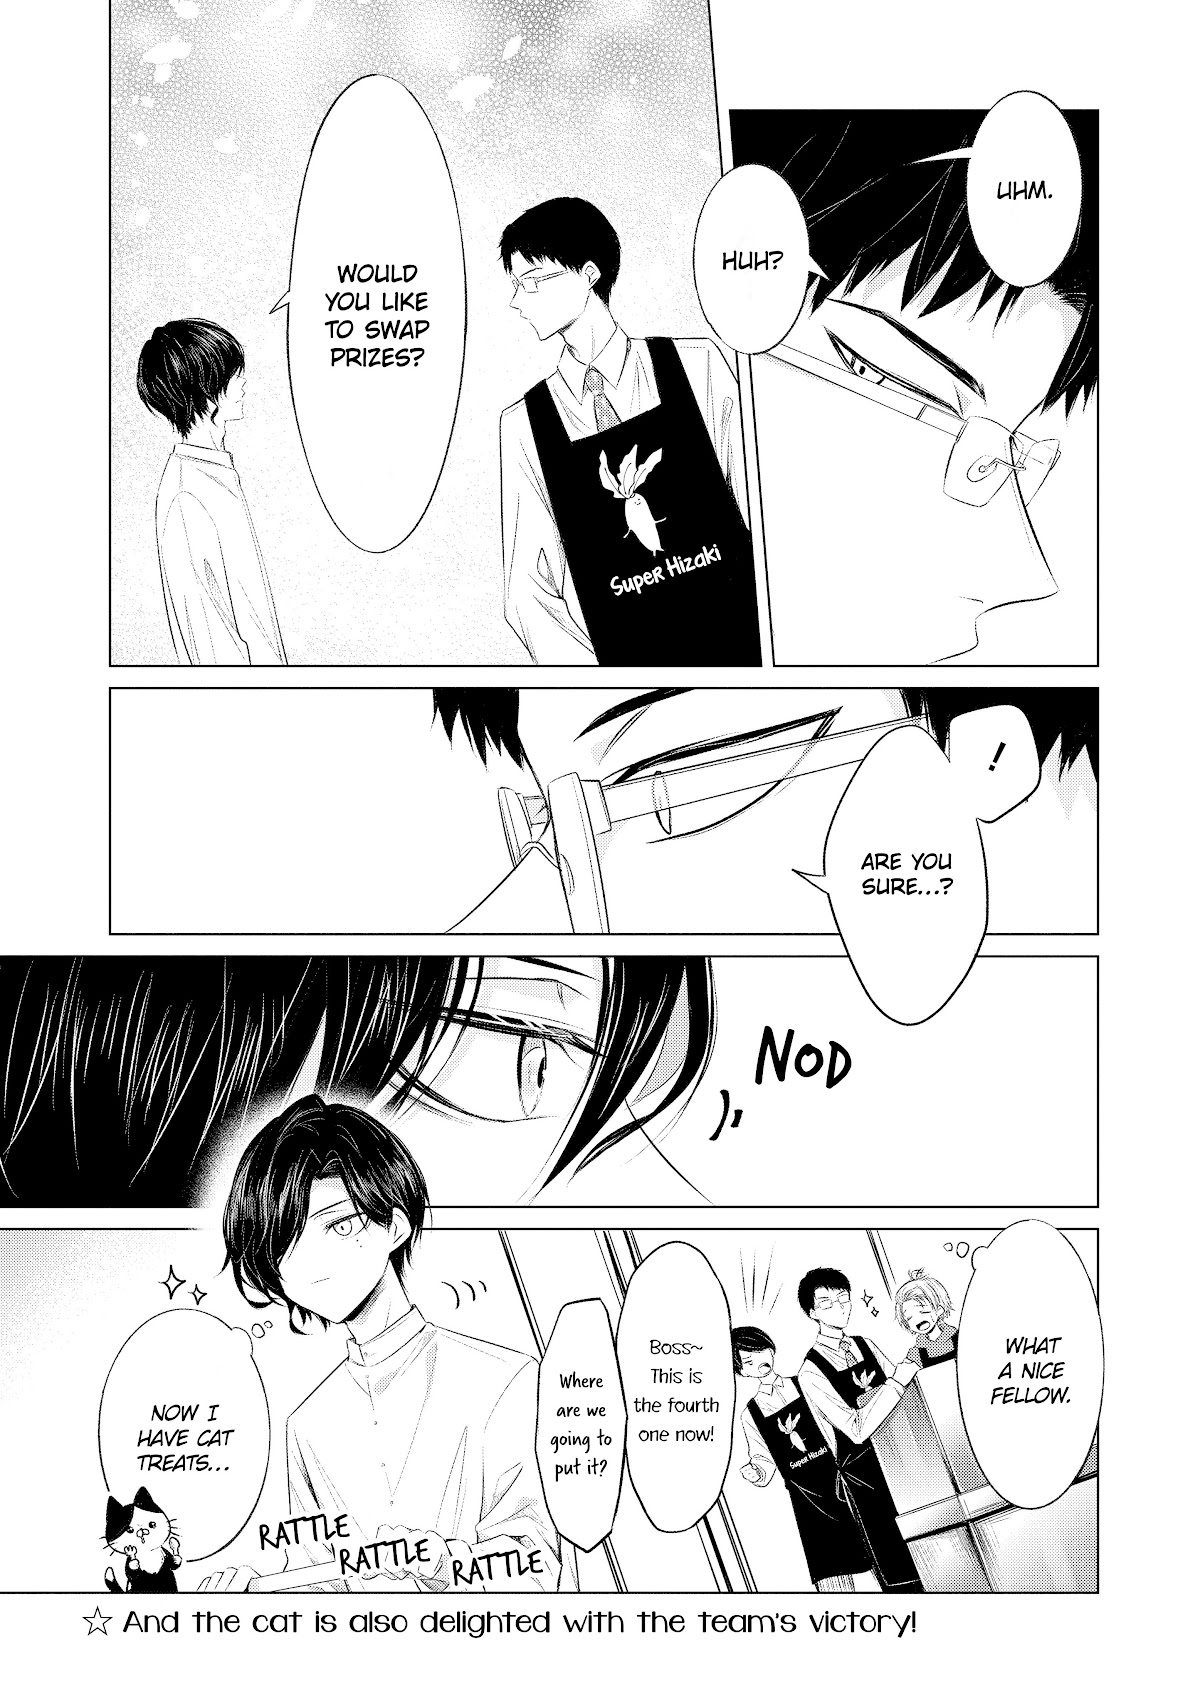 UHM.
HUH?
WOULD
YOU LIKE
TO SWAP
PRIZES?
Super Hizaki
!
ARE YOU
SURE...?
NOD
WHAT
A NICE
FELLOW.
Boss~
This is
the fourth
one now!
Where
are we
going to
put it?
Super Hizaki
NOW I
HAVE CAT
TREATS...
RATTLE
RATTLE
RATTLE
☆ And the cat is also delighted with the team's victory!